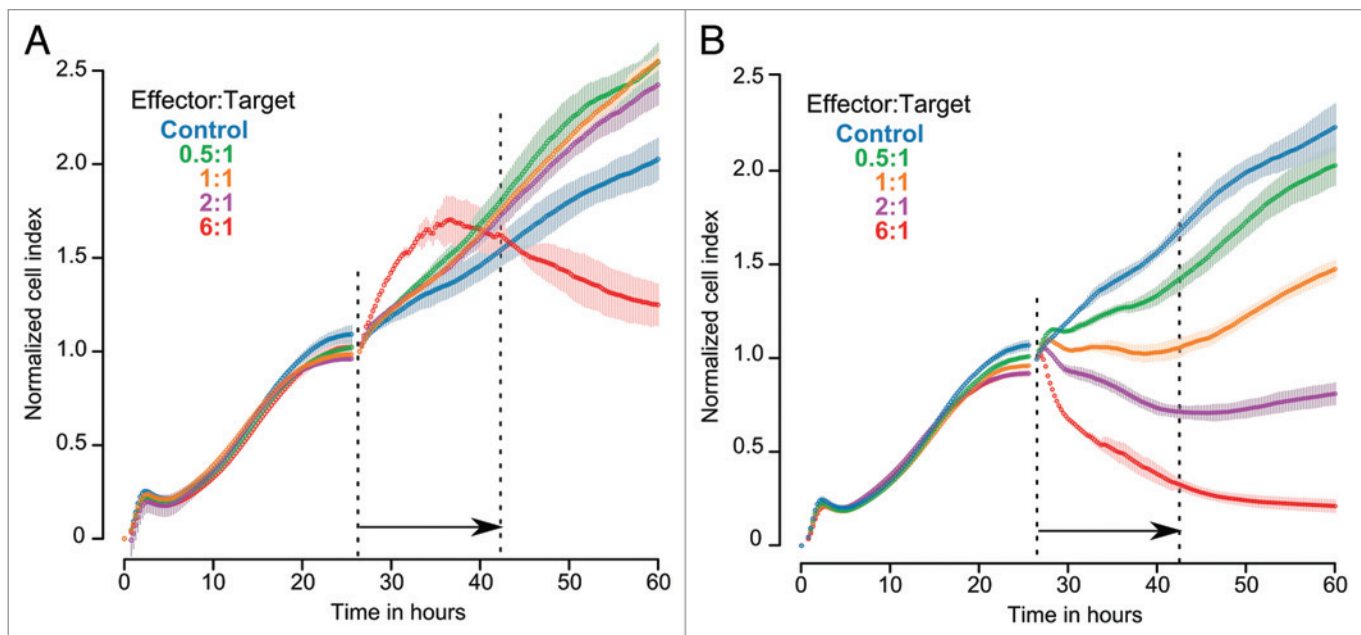 A
Normalized cell index
2.5
2.0
1.5
1.0
0.5
0
Effector:Target
Control
0.5:1
1:1
2:1
6:1
0 10 20 30 40 50 60
Time in hours
B
Normalized cell index
2.5
2.0
1.5
1.0
0.5
0
Effector:Target
Control
0.5:1
1:1
2:1
6:1
0 10 20 30 40 50 60
Time in hours